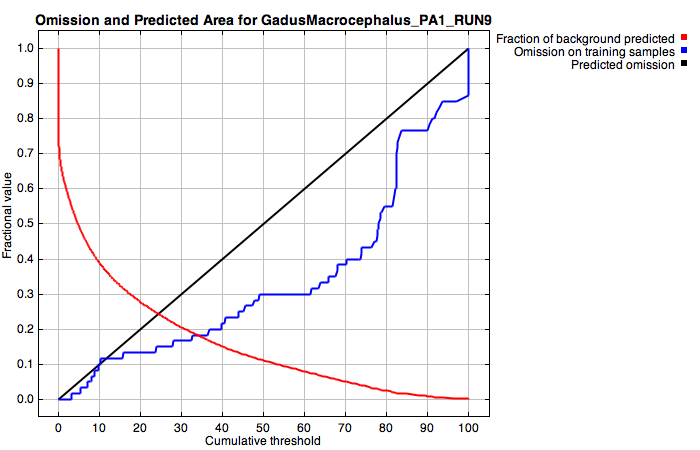 Omission and Predicted Area for GadusMacrocephalus_PA1_RUN9
Fraction of background predicted
Omission on training samples
Predicted omission
Fractional value
1.0
0.9
0.8
0.7
0.6
0.5
0.4
0.3
0.2
0.1
0.0
0 10 20 30 40 50 60 70 80 90 100
Cumulative threshold